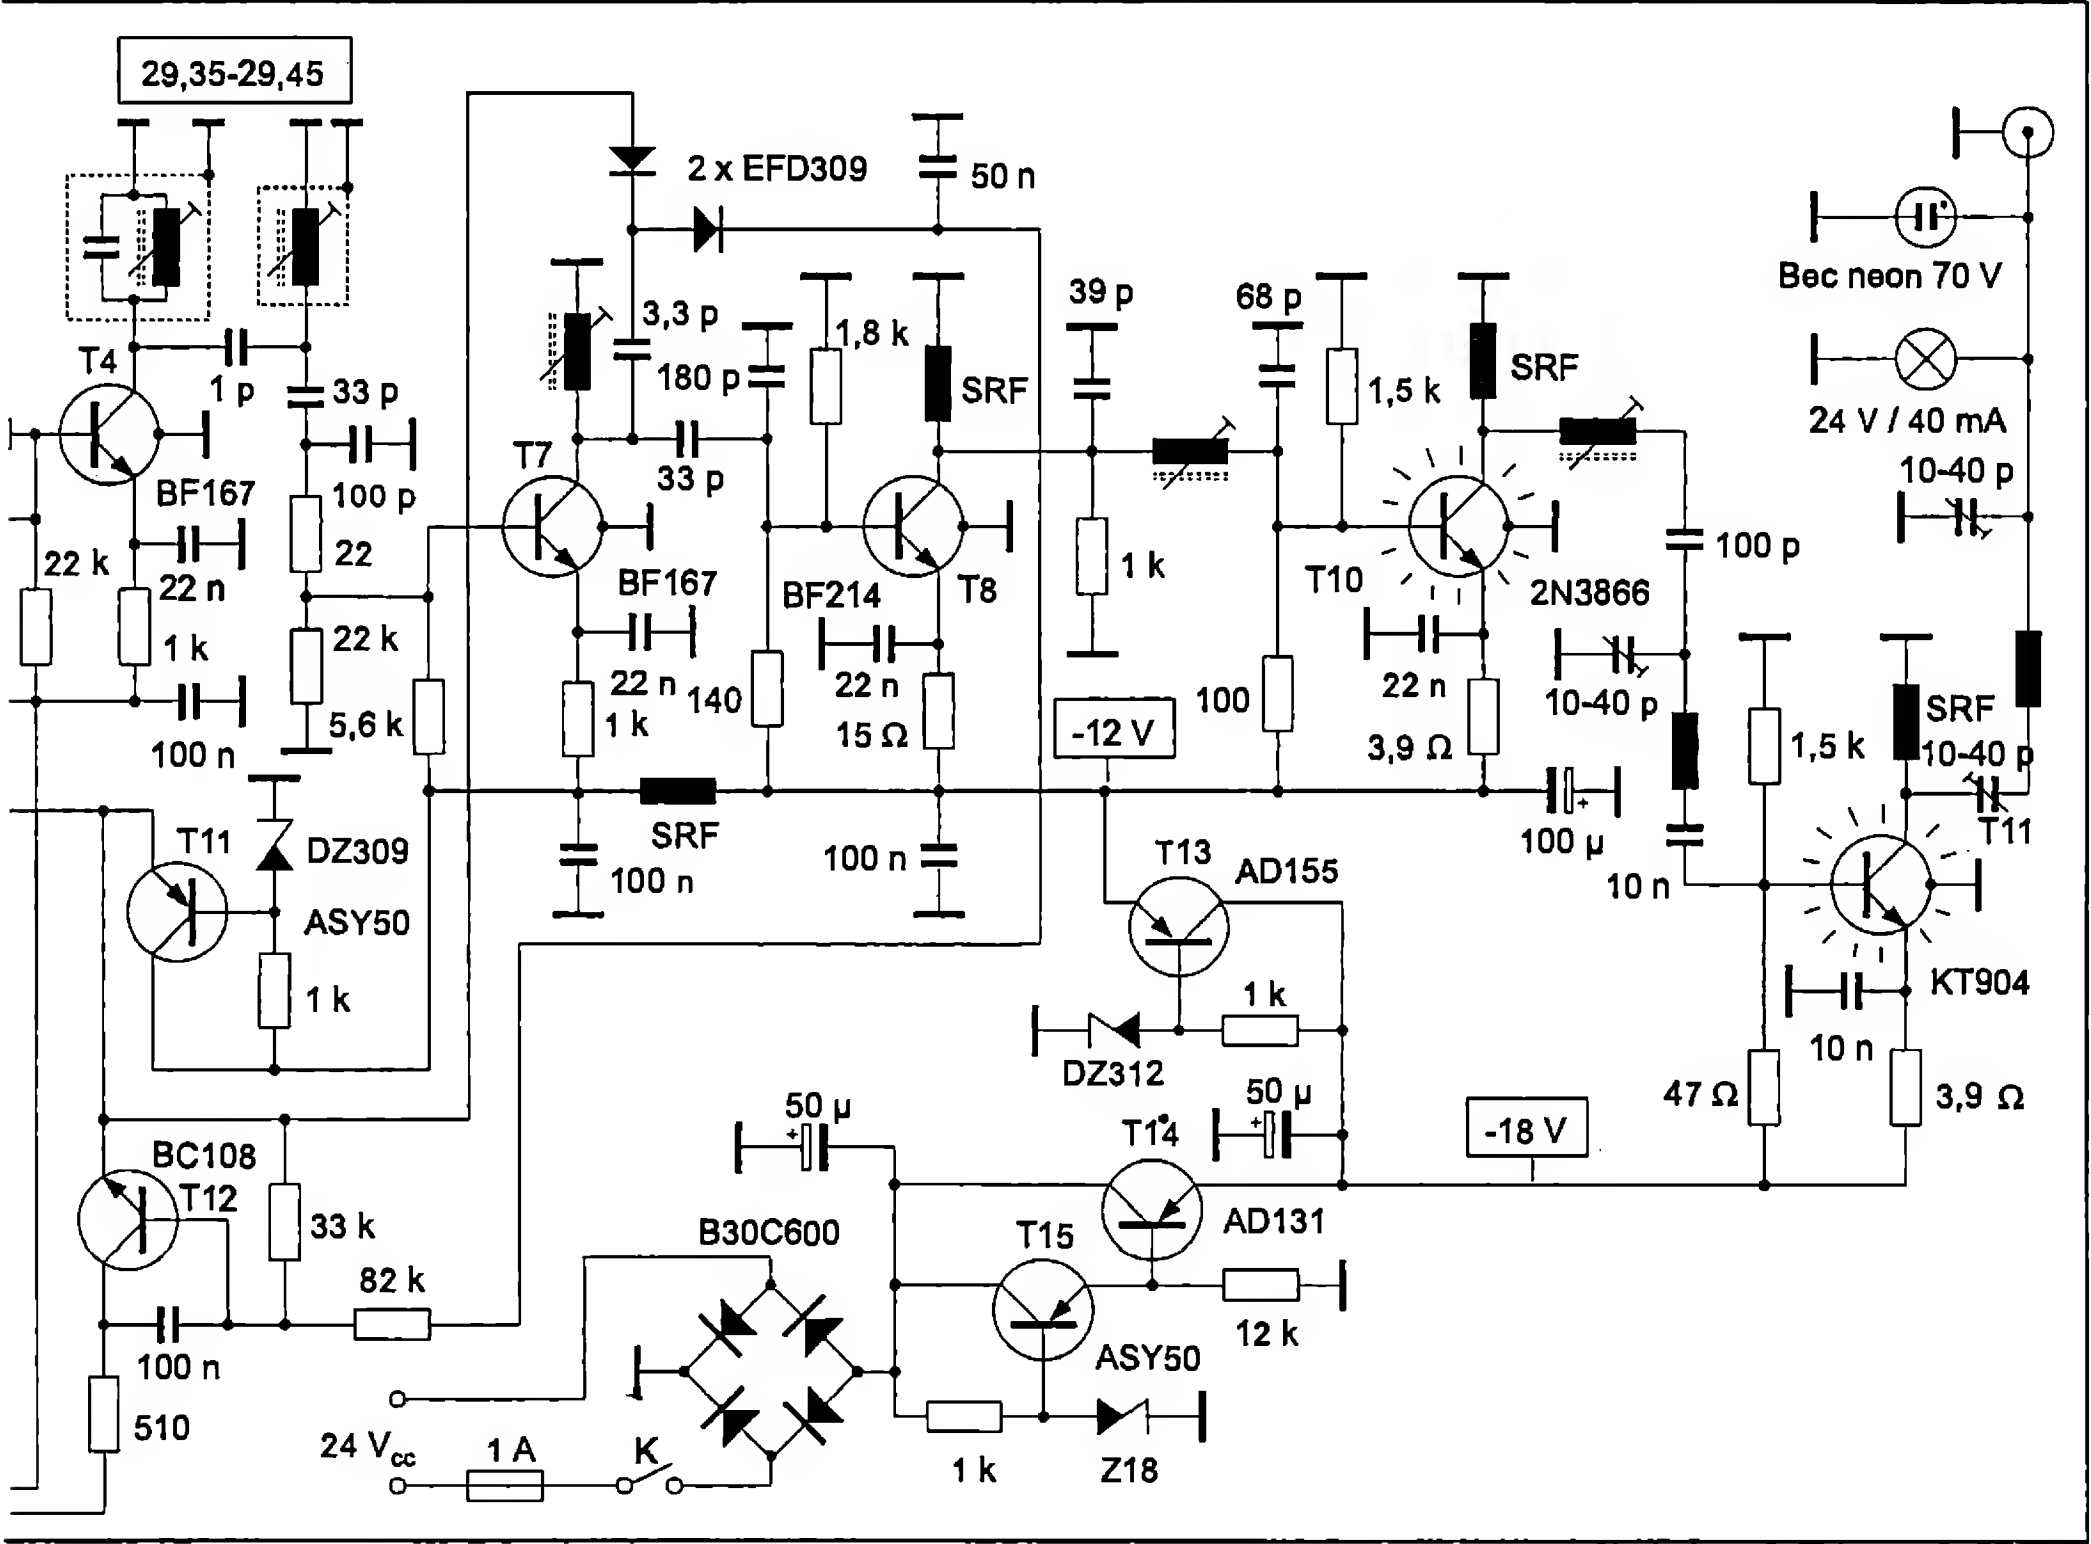 29,35-29,45
2 x EFD309
50 n
Bec neon 70 V
24 V / 40 mA
10-40 p
T4
1 p
33 p
BF167
100 p
22 k
22 n
22
1 k
22 k
100 n
5,6 k
3,3 p
180 p
1,8 k
SRF
39 p
68 p
1,5 k
SRF
T7
33 p
BF167
22 n
1 k
140
BF214
T8
22 n
15 Ω
1 k
-12 V
100
T10
2N3866
22 n
3,9 Ω
100 p
10-40 p
1,5 k
SRF
10-40 p
T11
SRF
100 n
100 n
100 µ
10 n
KT904
10 n
47 Ω
3,9 Ω
T11
DZ309
ASY50
1 k
T13
AD155
1 k
DZ312
50 µ
50 µ
T14
AD131
-18 V
BC108
T12
33 k
82 k
100 n
510
B30C600
T15
12 k
ASY50
1 k
Z18
24 Vcc
1 A
K